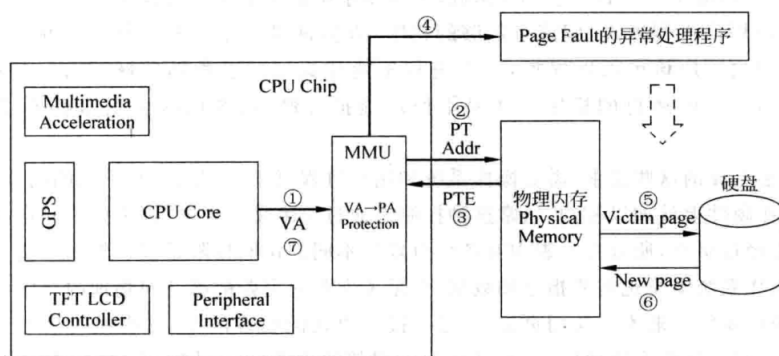 ④
Page Fault的异常处理程序
CPU Chip
Multimedia
Acceleration
GPS
CPU Core
①
VA
⑦
MMU
VA→PA
Protection
②
PT
Addr
PTE
③
物理内存
Physical
Memory
⑤
Victim page
New page
⑥
硬盘
TFT LCD
Controller
Peripheral
Interface